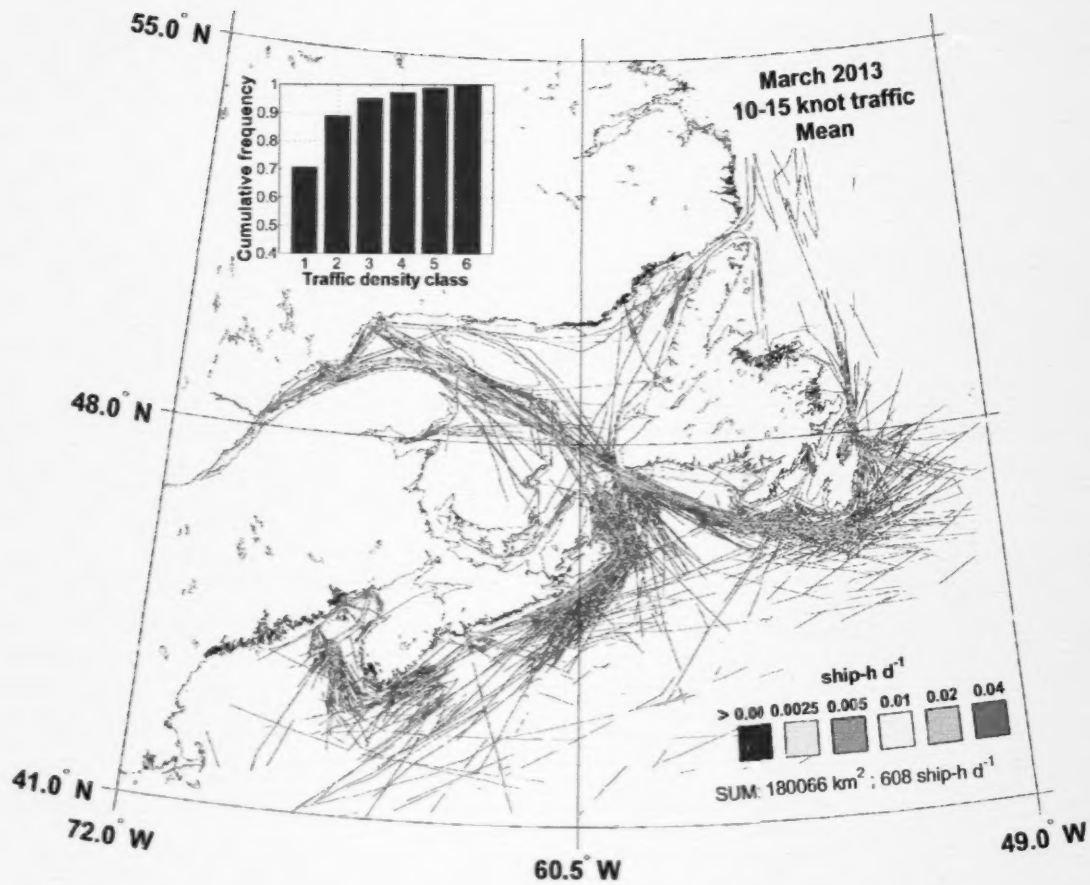 55.0° N
March 2013
10-15 knot traffic
Mean
Cumulative frequency
1
0.9
0.8
0.7
0.6
0.5
0.4
1 2 3 4 5 6
Traffic density class
48.0° N
ship-h d⁻¹
> 0.00 0.0025 0.005 0.01 0.02 0.04
SUM: 180066 km² ; 608 ship-h d⁻¹
41.0° N
72.0° W
60.5° W
49.0° W